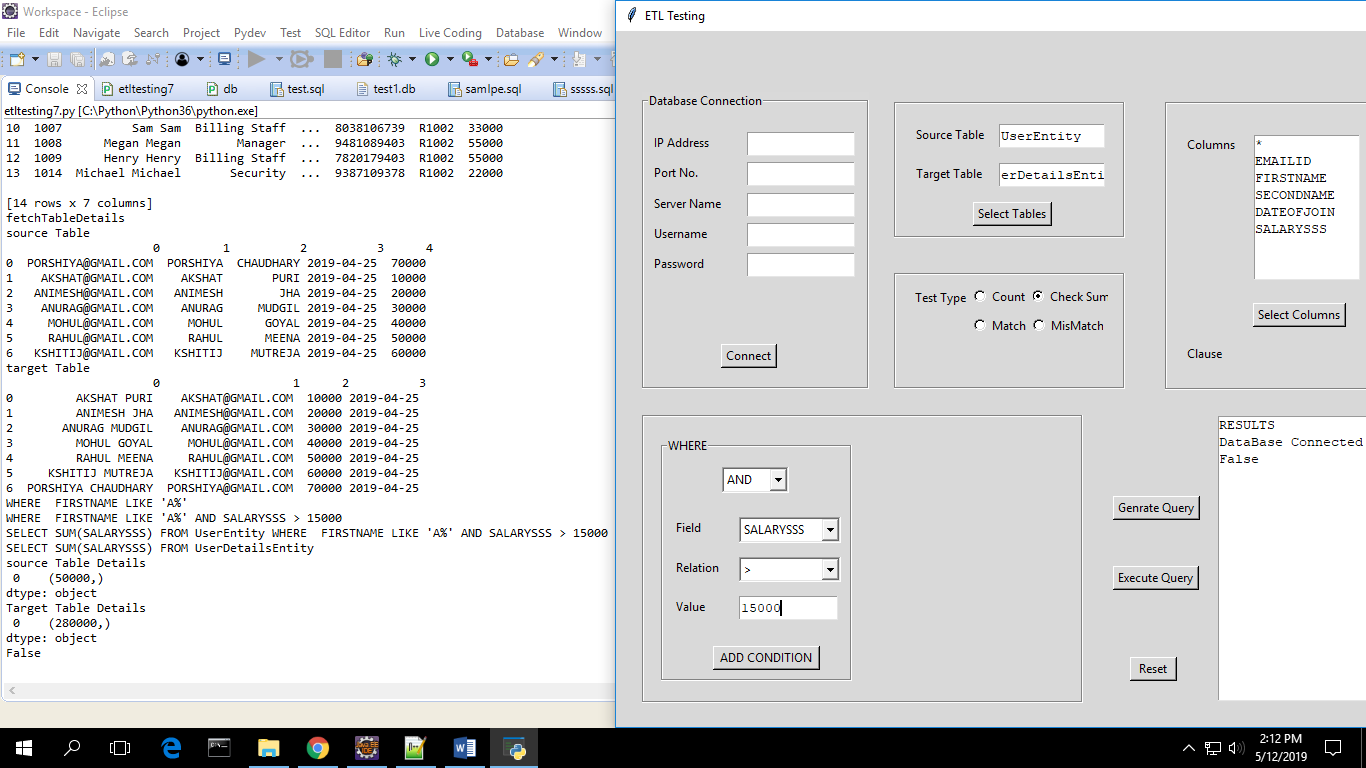 Workspace - Eclipse
File Edit Navigate Search Project Pydev Test SQL Editor Run Live Coding Database Window
Console etltesting7 db test.sql test1.db samlpe.sql sssss.sql
etltesting7.py [C:\Python\Python36\python.exe]
10 1007 Sam Sam Billing Staff ... 8038106739 R1002 33000
11 1008 Megan Megan Manager ... 9481089403 R1002 55000
12 1009 Henry Henry Billing Staff ... 7820179403 R1002 55000
13 1014 Michael Michael Security ... 9387109378 R1002 22000
[14 rows x 7 columns]
fetchTableDetails
source Table
0 1 2 3 4
0 PORSHIYA@GMAIL.COM PORSHIYA CHAUDHARY 2019-04-25 70000
1 AKSHAT@GMAIL.COM AKSHAT PURI 2019-04-25 10000
2 ANIMESH@GMAIL.COM ANIMESH JHA 2019-04-25 20000
3 ANURAG@GMAIL.COM ANURAG MUDGIL 2019-04-25 30000
4 MOHUL@GMAIL.COM MOHUL GOYAL 2019-04-25 40000
5 RAHUL@GMAIL.COM RAHUL MEENA 2019-04-25 50000
6 KSHITIJ@GMAIL.COM KSHITIJ MUTREJA 2019-04-25 60000
target Table
0 1 2 3
0 AKSHAT PURI AKSHAT@GMAIL.COM 10000 2019-04-25
1 ANIMESH JHA ANIMESH@GMAIL.COM 20000 2019-04-25
2 ANURAG MUDGIL ANURAG@GMAIL.COM 30000 2019-04-25
3 MOHUL GOYAL MOHUL@GMAIL.COM 40000 2019-04-25
4 RAHUL MEENA RAHUL@GMAIL.COM 50000 2019-04-25
5 KSHITIJ MUTREJA KSHITIJ@GMAIL.COM 60000 2019-04-25
6 PORSHIYA CHAUDHARY PORSHIYA@GMAIL.COM 70000 2019-04-25
WHERE FIRSTNAME LIKE 'A%'
WHERE FIRSTNAME LIKE 'A%' AND SALARYSSS > 15000
SELECT SUM(SALARYSSS) FROM UserEntity WHERE FIRSTNAME LIKE 'A%' AND SALARYSSS > 15000
SELECT SUM(SALARYSSS) FROM UserDetailsEntity
source Table Details
0 (50000,)
dtype: object
Target Table Details
0 (280000,)
dtype: object
False
ETL Testing
Database Connection
IP Address
Port No.
Server Name
Username
Password
Connect
Source Table UserEntity
Target Table erDetailsEnti
Select Tables
Test Type Count Check Sum
Match MisMatch
Columns
*
EMAILID
FIRSTNAME
SECONDNAME
DATEOFJOIN
SALARYSSS
Select Columns
Clause
WHERE
AND
Field SALARYSSS
Relation >
Value 15000
ADD CONDITION
Genrate Query
Execute Query
Reset
RESULTS
DataBase Connected
False
2:12 PM
5/12/2019